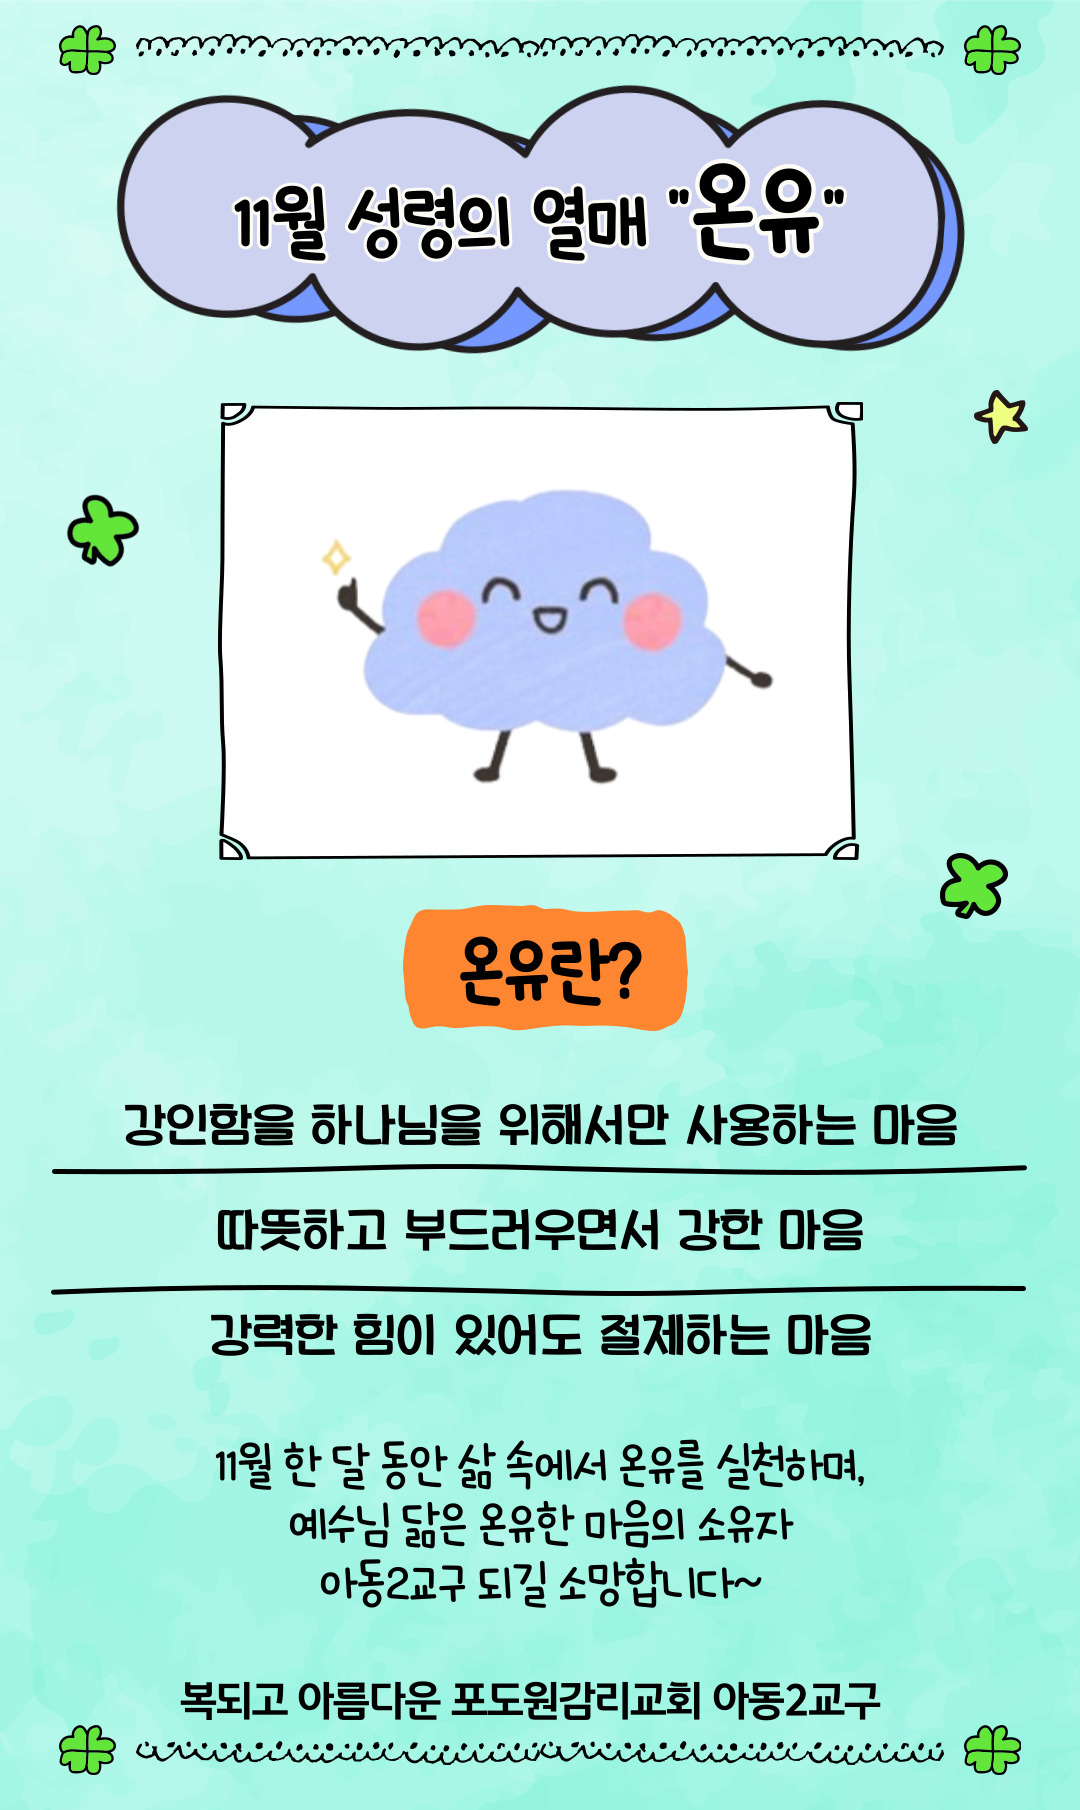 11월 성령의 열매 "온유"
온유란?
강인함을 하나님을 위해서만 사용하는 마음
따뜻하고 부드러우면서 강한 마음
강력한 힘이 있어도 절제하는 마음
11월 한 달 동안 삶 속에서 온유를 실천하며,
예수님 닮은 온유한 마음의 소유자
아동2교구 되길 소망합니다~
복되고 아름다운 포도원감리교회 아동2교구